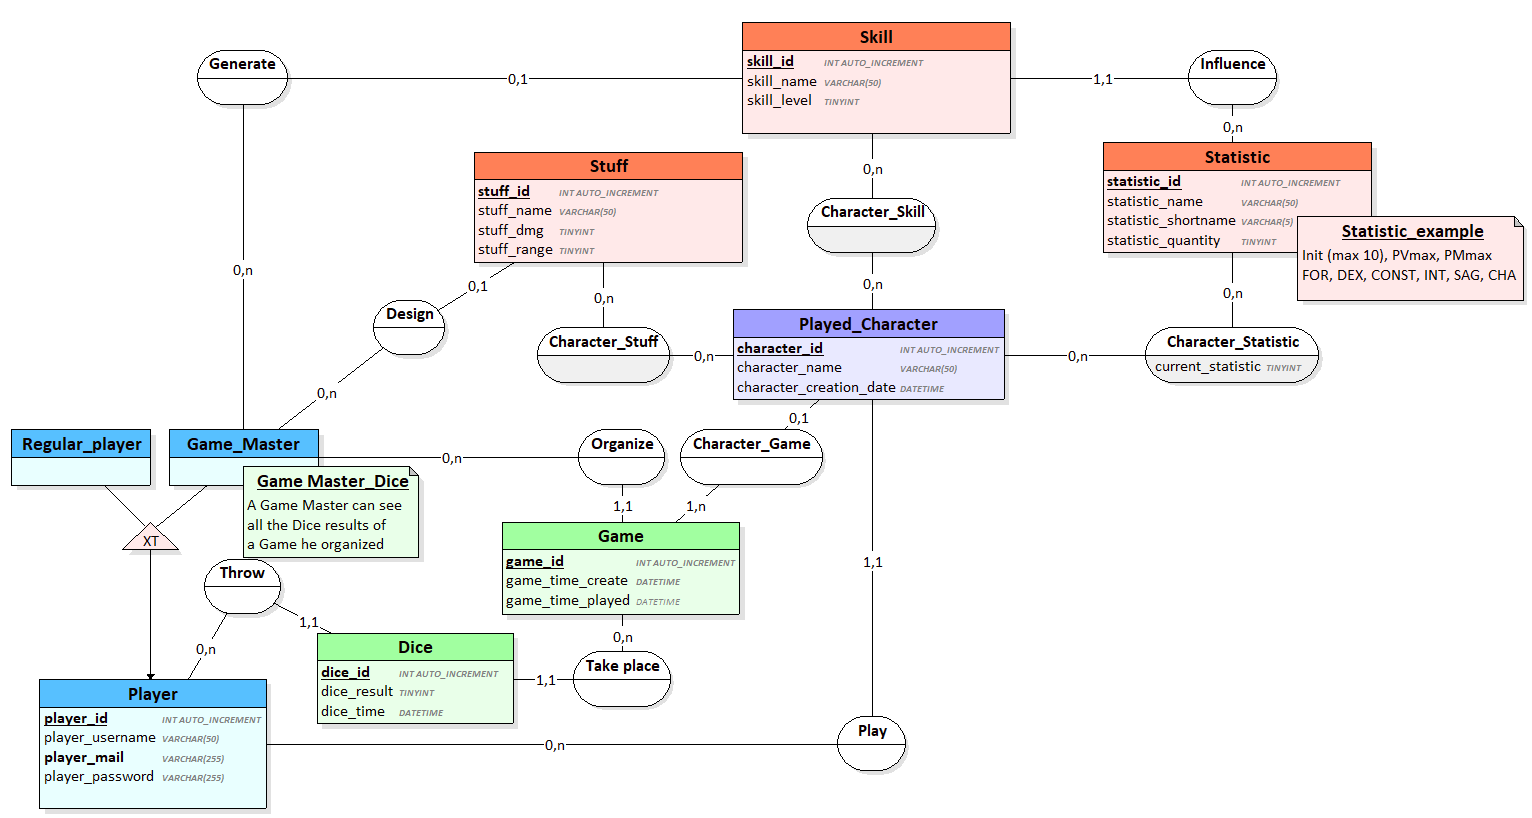 Skill
skill_id INT AUTO_INCREMENT
skill_name VARCHAR(50)
skill_level TINYINT
Generate
0,1
1,1
Influence
0,n
0,n
Stuff
stuff_id INT AUTO_INCREMENT
stuff_name VARCHAR(50)
stuff_dmg TINYINT
stuff_range TINYINT
Statistic
statistic_id INT AUTO_INCREMENT
statistic_name VARCHAR(50)
statistic_shortname VARCHAR(5)
statistic_quantity TINYINT
Statistic_example
Init (max 10), PVmax, PMmax
FOR, DEX, CONST, INT, SAG, CHA
Character_Skill
0,n
0,n
0,1
0,n
0,n
0,n
Design
Character_Stuff
0,n
Played_Character
character_id INT AUTO_INCREMENT
character_name VARCHAR(50)
character_creation_date DATETIME
0,n
Character_Statistic
current_statistic TINYINT
0,n
0,1
Regular_player
Game_Master
0,n
Organize
Character_Game
Game Master_Dice
A Game Master can see
all the Dice results of
a Game he organized
1,1
1,n
XT
Game
game_id INT AUTO_INCREMENT
game_time_create DATETIME
game_time_played DATETIME
1,1
Throw
1,1
0,n
0,n
Dice
dice_id INT AUTO_INCREMENT
dice_result TINYINT
dice_time DATETIME
1,1
Take place
Player
player_id INT AUTO_INCREMENT
player_username VARCHAR(50)
player_mail VARCHAR(255)
player_password VARCHAR(255)
0,n
Play